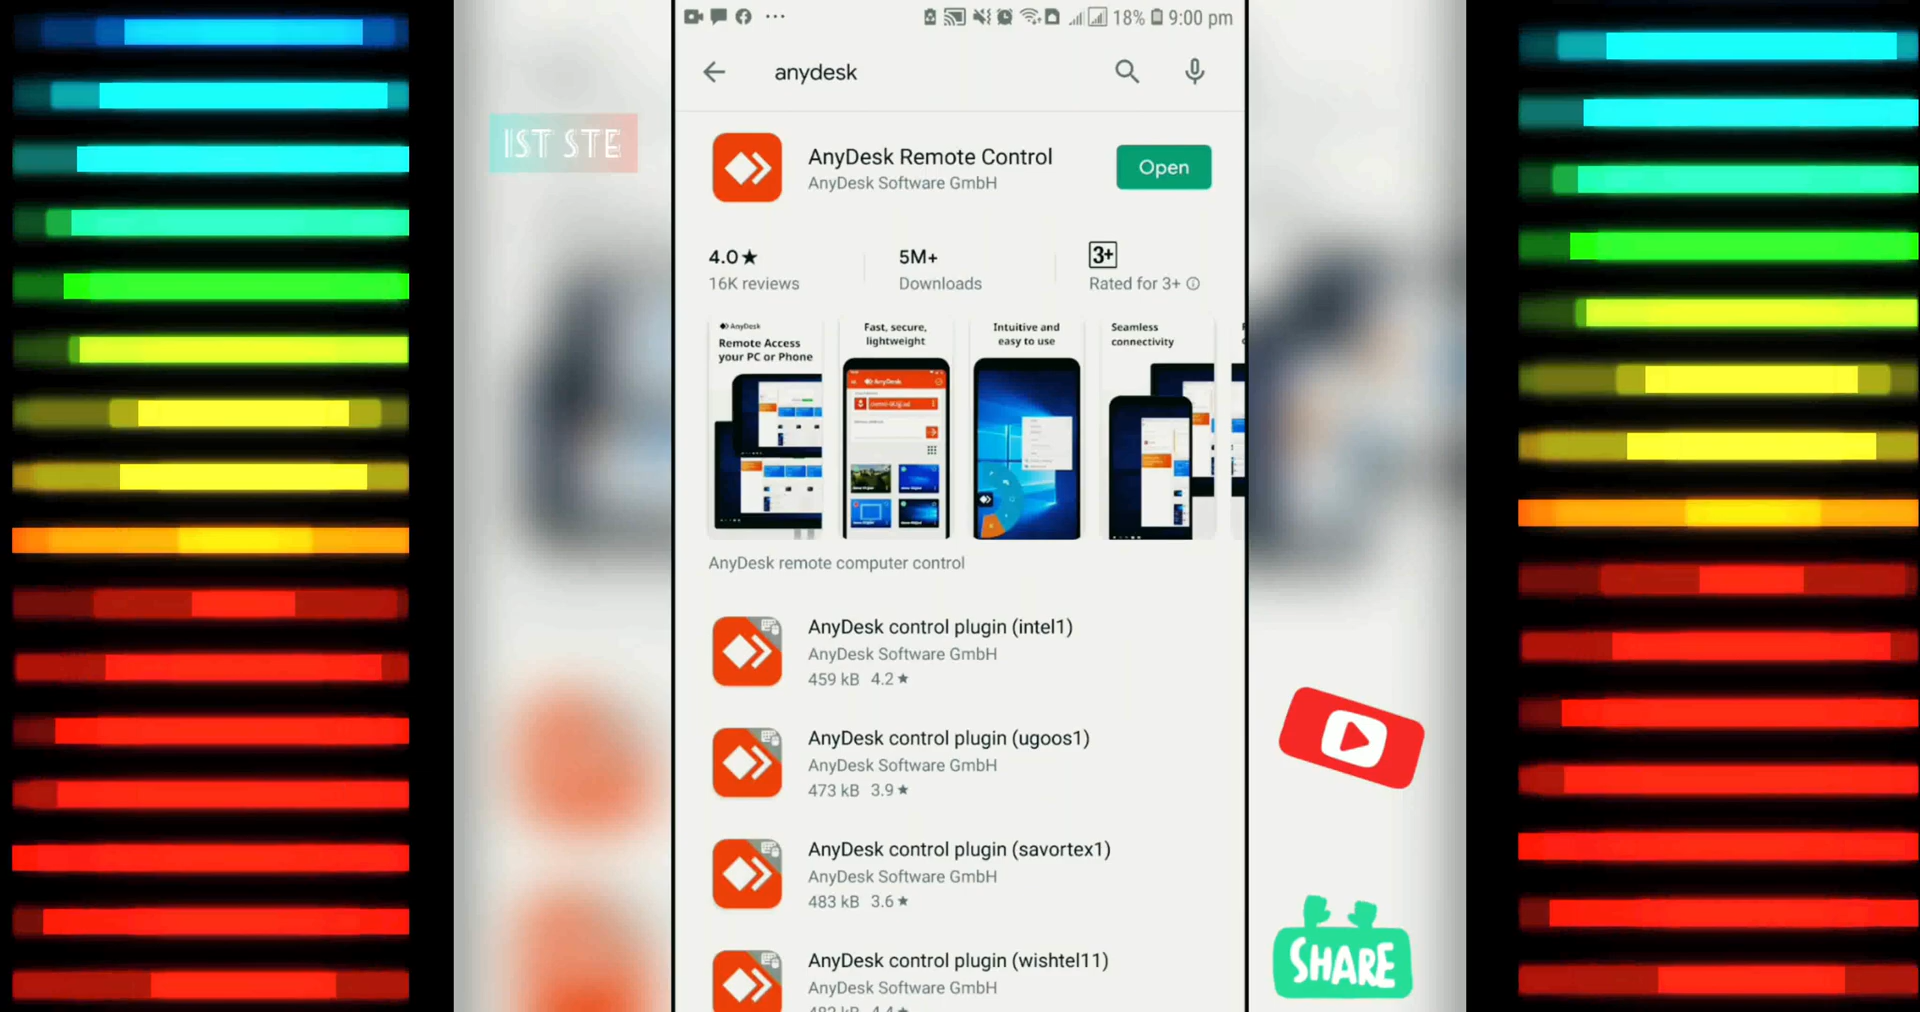 18% 9:00 pm
anydesk
IST STE
AnyDesk Remote Control
AnyDesk Software GmbH
Open
4.0★
16K reviews
5M+
Downloads
3+
Rated for 3+
AnyDesk
Remote Access
your PC or Phone
Fast, secure,
lightweight
AnyDesk
Intuitive and
easy to use
Seamless
connectivity
AnyDesk remote computer control
AnyDesk control plugin (intel1)
AnyDesk Software GmbH
459 kB 4.2★
AnyDesk control plugin (ugoos1)
AnyDesk Software GmbH
473 kB 3.9★
AnyDesk control plugin (savortex1)
AnyDesk Software GmbH
483 kB 3.6★
AnyDesk control plugin (wishtel11)
AnyDesk Software GmbH
SHARE